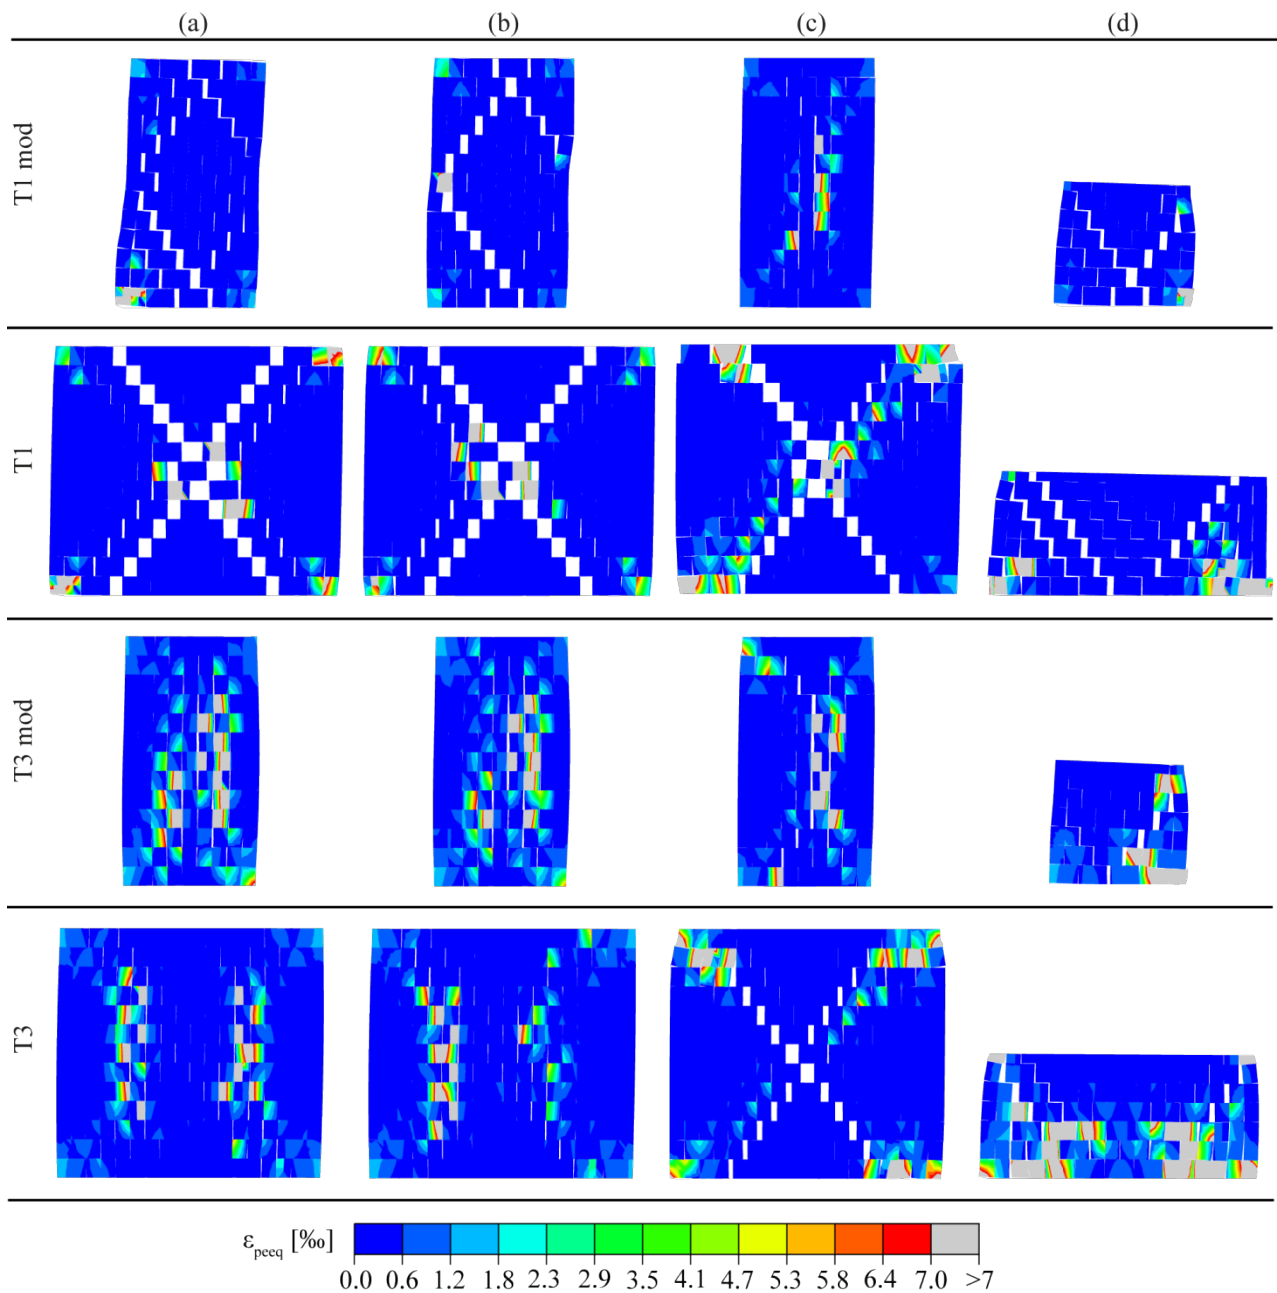 (a) (b) (c) (d)
T1 mod
T1
T3 mod
T3
εpeeq [‰]
0.0 0.6 1.2 1.8 2.3 2.9 3.5 4.1 4.7 5.3 5.8 6.4 7.0 >7